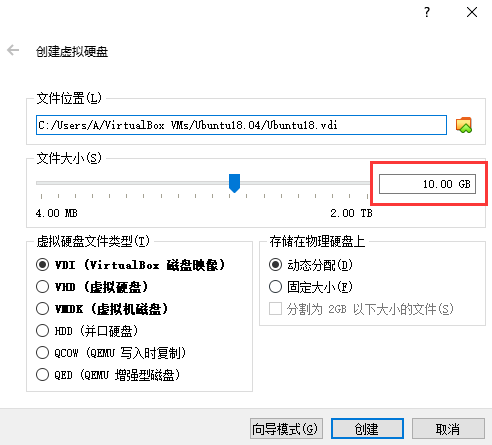 ?
创建虚拟硬盘
文件位置(L)
C:/Users/A/VirtualBox VMs/Ubuntu18.04/Ubuntu18.vdi
文件大小(S)
10.00 GB
4.00 MB 2.00 TB
虚拟硬盘文件类型(T)
VDI (VirtualBox 磁盘映像)
VHD (虚拟硬盘)
VMDK (虚拟机磁盘)
HDD (并口硬盘)
QCOW (QEMU 写入时复制)
QED (QEMU 增强型磁盘)
存储在物理硬盘上
动态分配(D)
固定大小(F)
分割为 2GB 以下大小的文件(S)
向导模式(G) 创建 取消